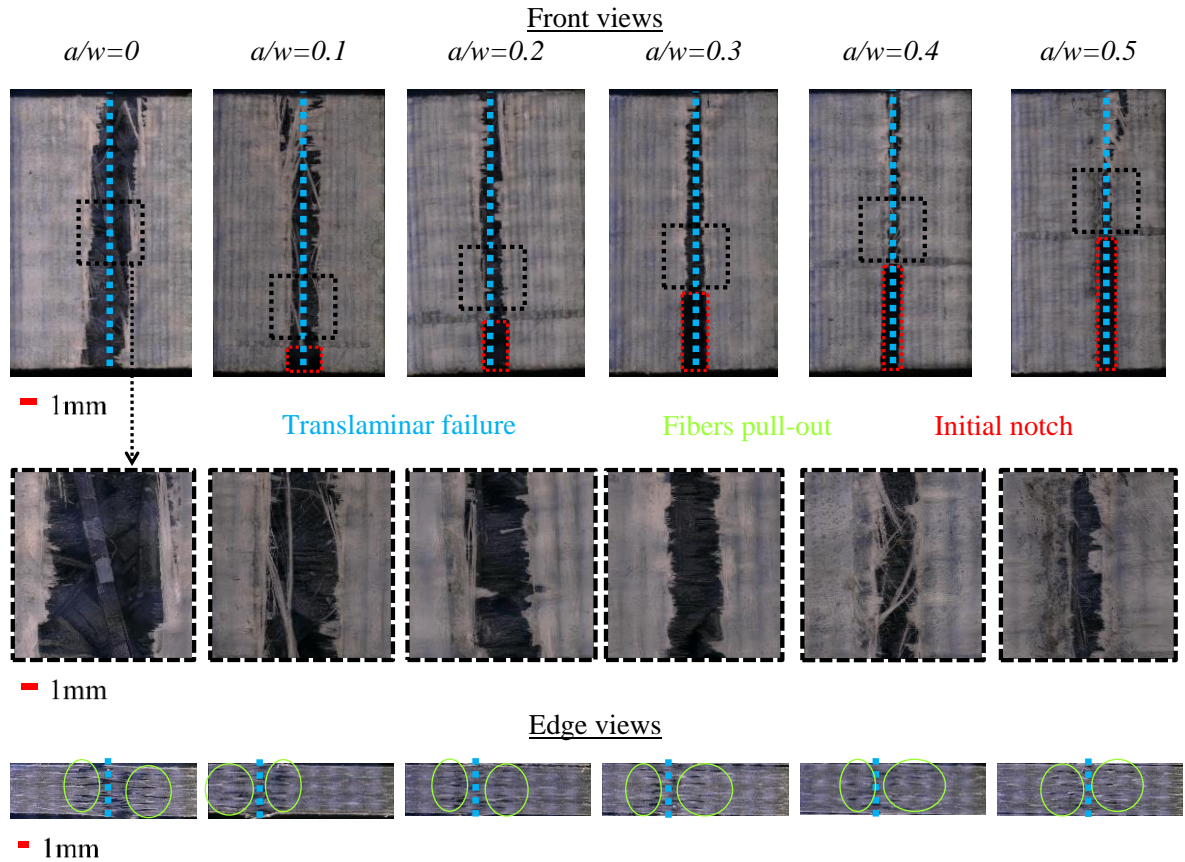 Front views
a/w=0 a/w=0.1 a/w=0.2 a/w=0.3 a/w=0.4 a/w=0.5
1mm
Translaminar failure Fibers pull-out Initial notch
1mm
Edge views
1mm